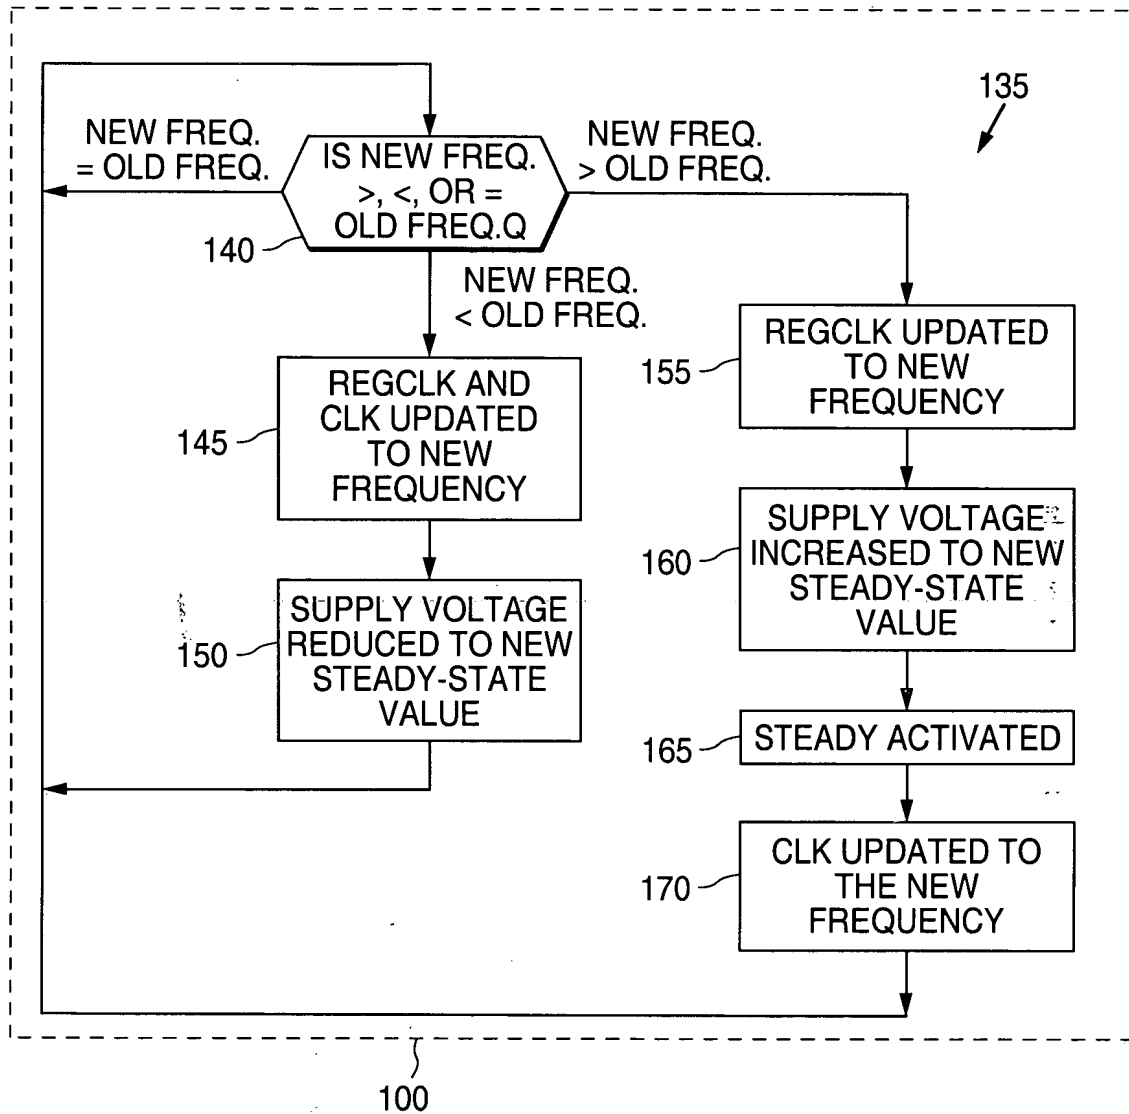 135
NEW FREQ.
= OLD FREQ.
IS NEW FREQ.
>, <, OR =
OLD FREQ.Q
NEW FREQ.
> OLD FREQ.
140
NEW FREQ.
< OLD FREQ.
REGCLK AND
CLK UPDATED
TO NEW
FREQUENCY
145
SUPPLY VOLTAGE
REDUCED TO NEW
STEADY-STATE
VALUE
150
REGCLK UPDATED
TO NEW
FREQUENCY
155
SUPPLY VOLTAGE
INCREASED TO NEW
STEADY-STATE
VALUE
160
STEADY ACTIVATED
165
CLK UPDATED TO
THE NEW
FREQUENCY
170
100